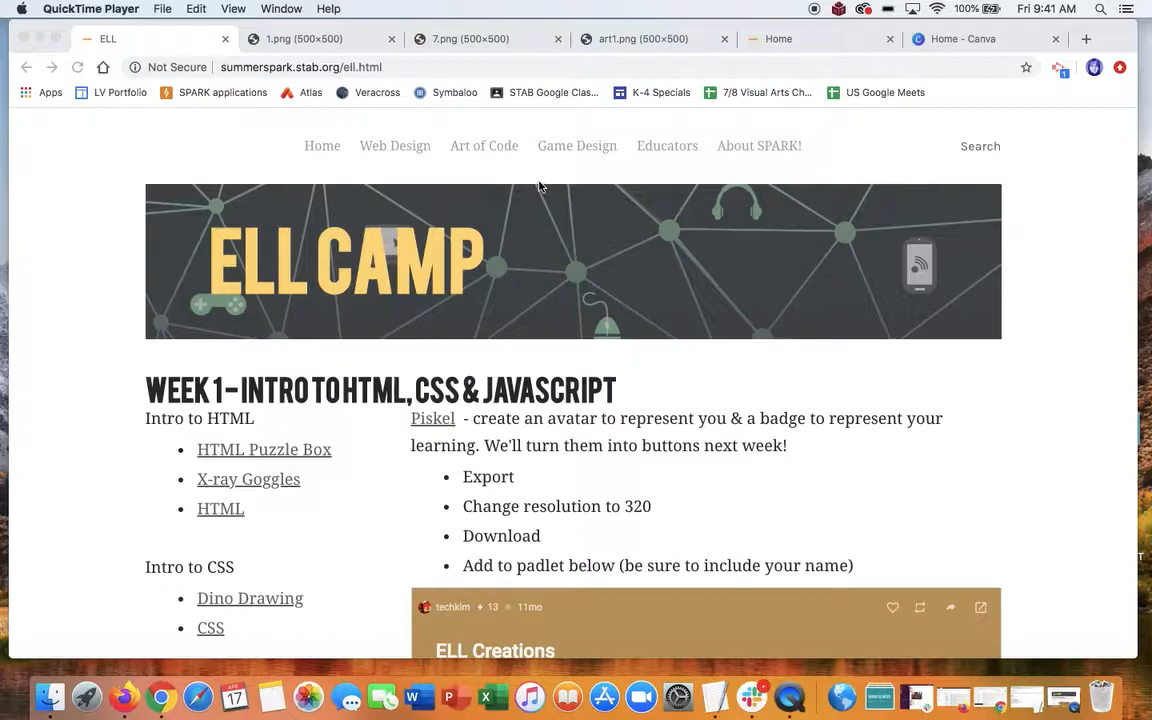 QuickTime Player File Edit View Window Help 100% Fri 9:41 AM
ELL 1.png (500×500) 7.png (500×500) art1.png (500×500) Home Home - Canva
Not Secure summerspark.stab.org/ell.html
Apps LV Portfolio SPARK applications Atlas Veracross Symbaloo STAB Google Clas... K-4 Specials 7/8 Visual Arts Ch... US Google Meets
Home Web Design Art of Code Game Design Educators About SPARK! Search
ELL CAMP
WEEK 1 – INTRO TO HTML, CSS & JAVASCRIPT
Intro to HTML
• HTML Puzzle Box
• X-ray Goggles
• HTML
Intro to CSS
• Dino Drawing
• CSS
Piskel - create an avatar to represent you & a badge to represent your
learning. We'll turn them into buttons next week!
• Export
• Change resolution to 320
• Download
• Add to padlet below (be sure to include your name)
techkim + 13 11mo
ELL Creations
APR
17